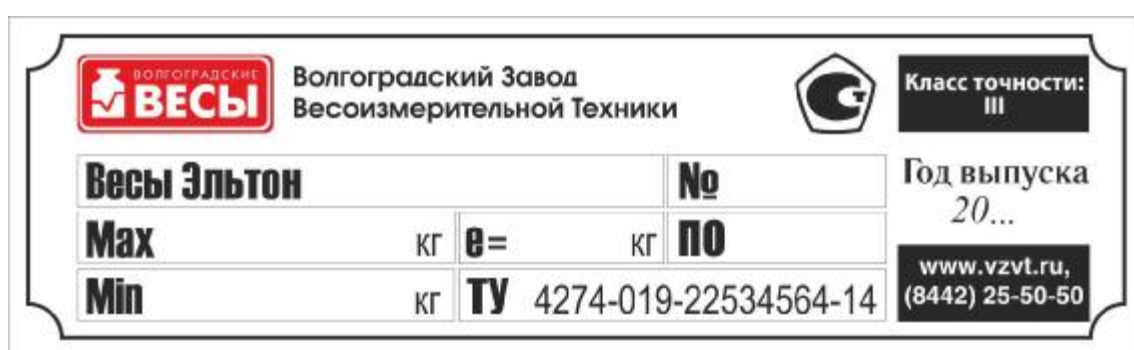 ВОЛГОГРАДСКИЕ
ВЕСЫ
Волгоградский Завод
Весоизмерительной Техники
Класс точности:
III
Весы Эльтон №
Год выпуска
20...
Max кг e= кг ПО
Min кг ТУ 4274-019-22534564-14
www.vzvt.ru,
(8442) 25-50-50